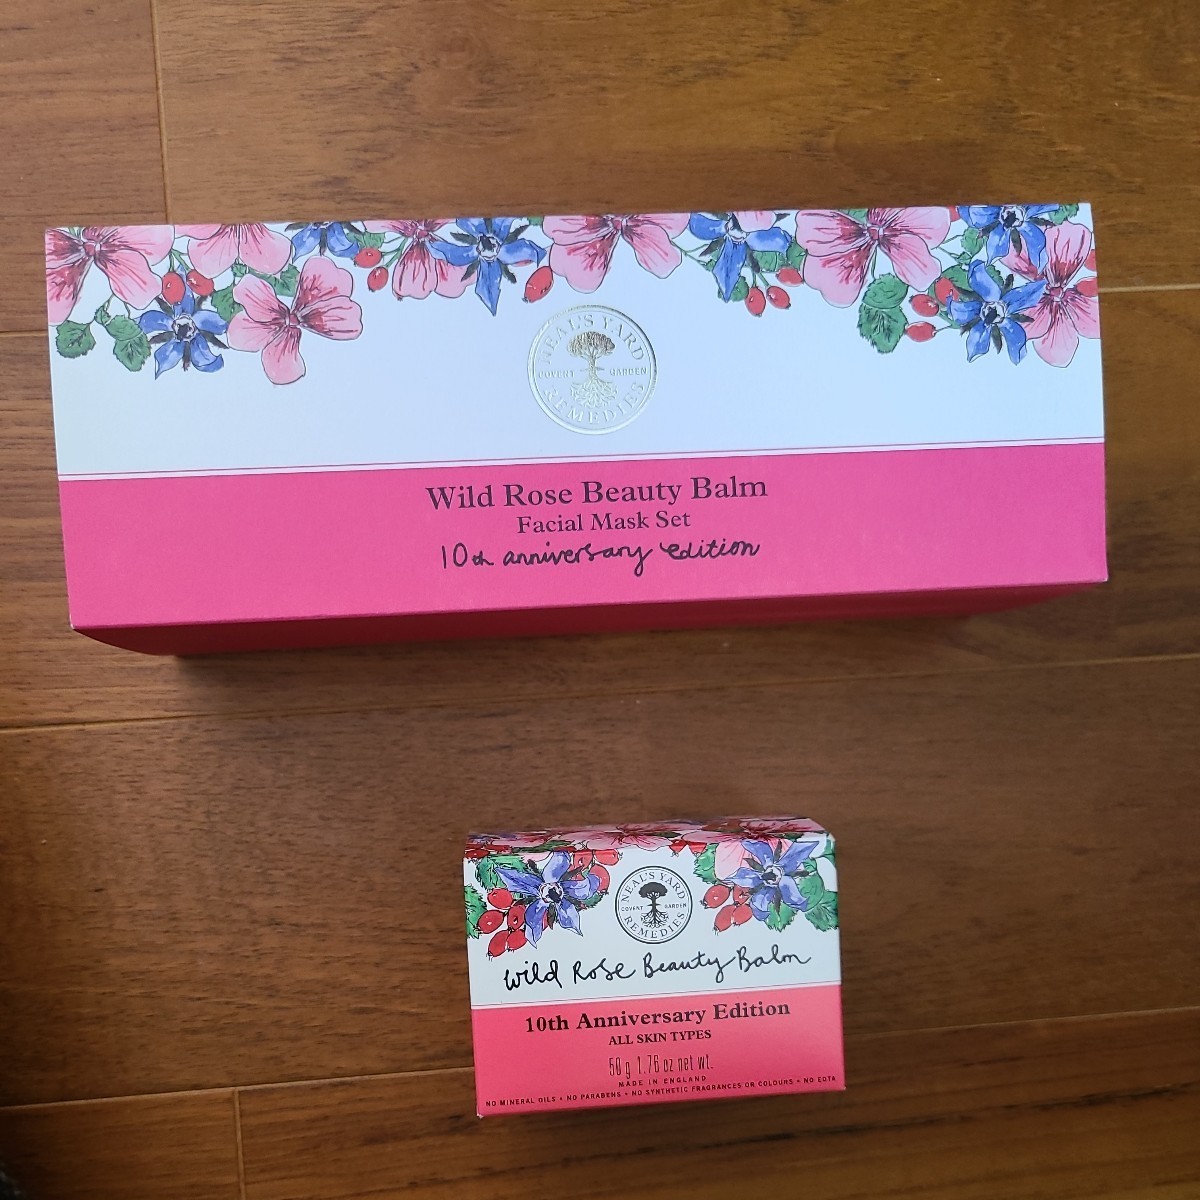 NEAL'S YARD
COVENT GARDEN
REMEDIES
Wild Rose Beauty Balm
Facial Mask Set
10th anniversary edition
NEAL'S YARD
COVENT GARDEN
REMEDIES
Wild Rose Beauty Balm
10th Anniversary Edition
ALL SKIN TYPES
50 g 1.76 oz net wt.
MADE IN ENGLAND
NO MINERAL OILS • NO PARABENS • NO SYNTHETIC FRAGRANCES OR COLOURS • NO EDTA